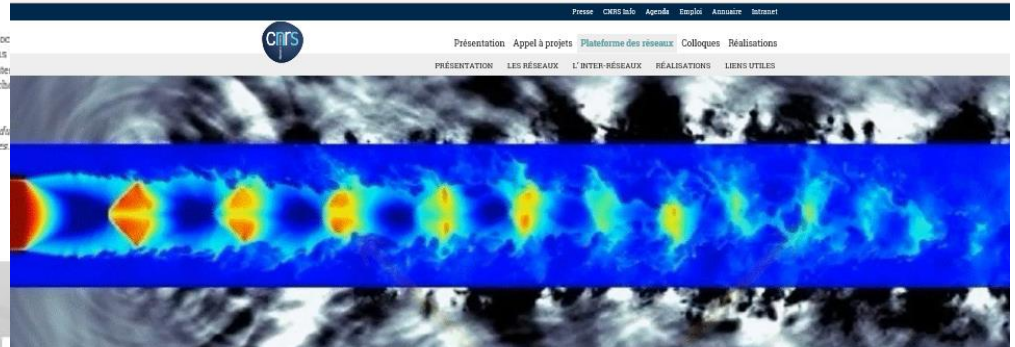 Presse CNRS Info Agenda Emploi Annuaire Intranet
cnrs
Présentation Appel à projets Plateforme des réseaux Colloques Réalisations
PRÉSENTATION LES RÉSEAUX L'INTER-RÉSEAUX RÉALISATIONS LIENS UTILES